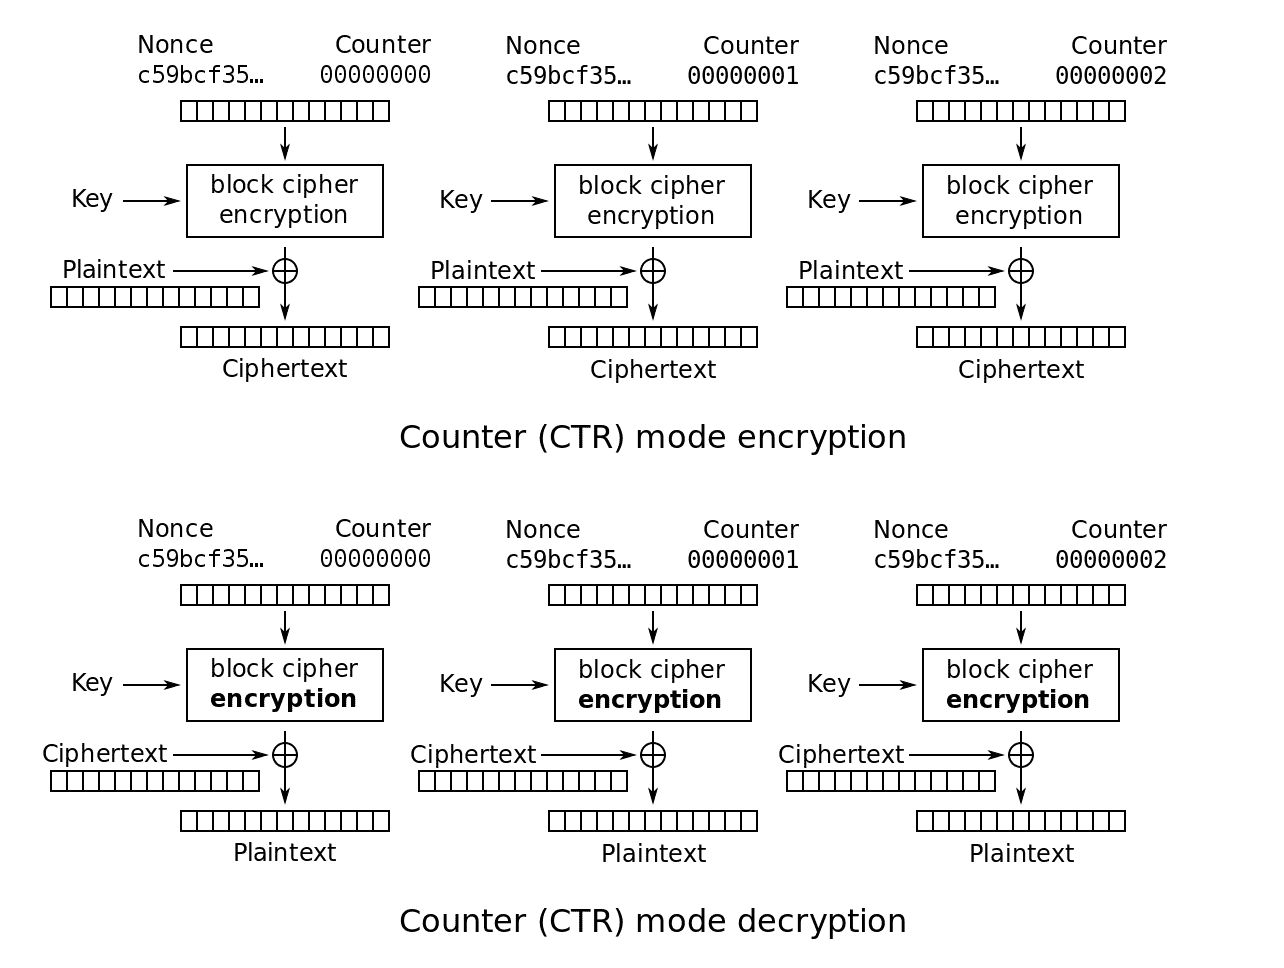 Nonce Counter Nonce Counter Nonce Counter
c59bcf35… 00000000 c59bcf35… 00000001 c59bcf35… 00000002
block cipher block cipher block cipher
Key encryption Key encryption Key encryption
Plaintext Plaintext Plaintext
Ciphertext Ciphertext Ciphertext
Counter (CTR) mode encryption
Nonce Counter Nonce Counter Nonce Counter
c59bcf35… 00000000 c59bcf35… 00000001 c59bcf35… 00000002
block cipher block cipher block cipher
Key encryption Key encryption Key encryption
Ciphertext Ciphertext Ciphertext
Plaintext Plaintext Plaintext
Counter (CTR) mode decryption